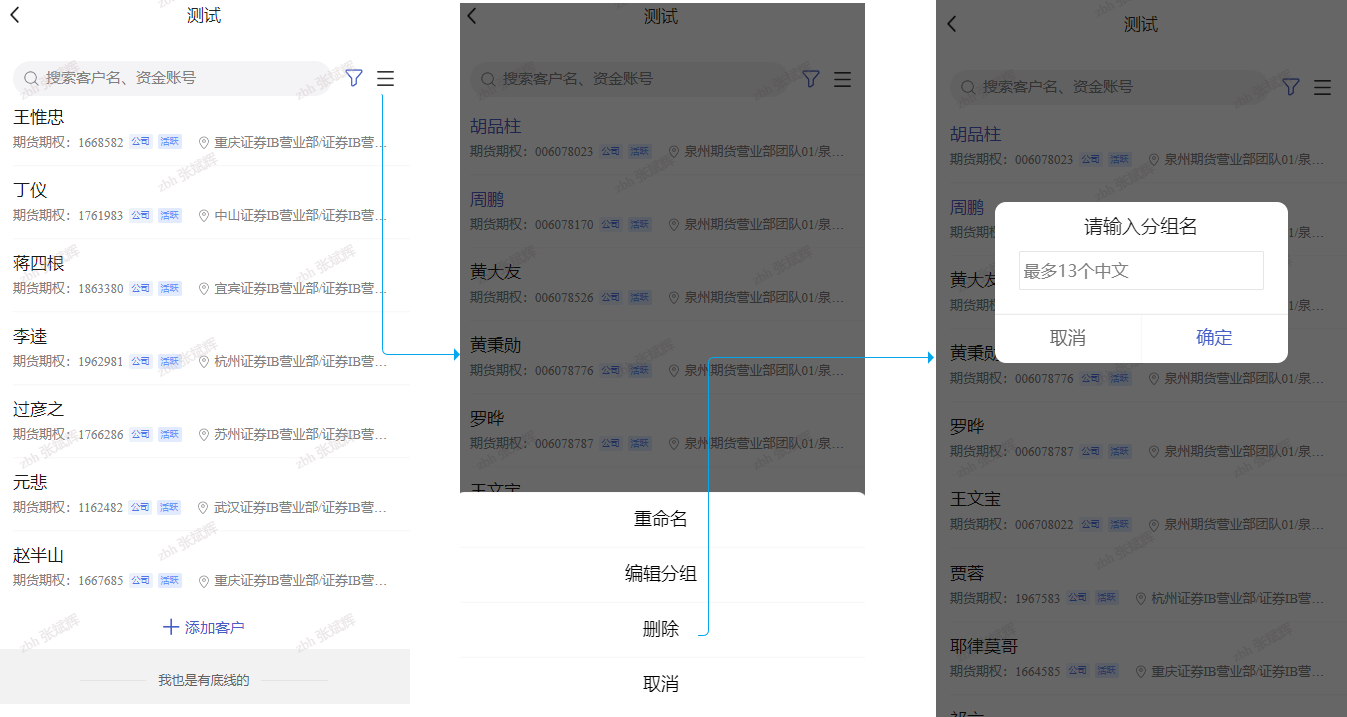 测试
搜索客户名、资金账号
王惟忠
期货期权：1668582 公司 活跃 重庆证券IB营业部/证券IB营...
丁仪
期货期权：1761983 公司 活跃 中山证券IB营业部/证券IB营...
蒋四根
期货期权：1863380 公司 活跃 宜宾证券IB营业部/证券IB营...
李逵
期货期权：1962981 公司 活跃 杭州证券IB营业部/证券IB营...
过彦之
期货期权：1766286 公司 活跃 苏州证券IB营业部/证券IB营...
元悲
期货期权：1162482 公司 活跃 武汉证券IB营业部/证券IB营...
赵半山
期货期权：1667685 公司 活跃 重庆证券IB营业部/证券IB营...
添加客户
我也是有底线的
zbh 张斌辉
测试
搜索客户名、资金账号
胡品柱
期货期权：006078023 公司 活跃 泉州期货营业部团队01/泉...
周鹏
期货期权：006078170 公司 活跃 泉州期货营业部团队01/泉...
黄大友
期货期权：006078526 公司 活跃 泉州期货营业部团队01/泉...
黄秉勋
期货期权：006078776 公司 活跃 泉州期货营业部团队01/泉...
罗晔
期货期权：006078787 公司 活跃 泉州期货营业部团队01/泉...
王文宝
重命名
编辑分组
删除
取消
测试
搜索客户名、资金账号
胡品柱
期货期权：006078023 公司 活跃 泉州期货营业部团队01/泉...
周鹏
期货期 01/泉...
请输入分组名
最多13个中文
取消 确定
黄大友
期货期 01/泉...
黄秉勋
期货期权：006078776 公司 活跃 泉州期货营业部团队01/泉...
罗晔
期货期权：006078787 公司 活跃 泉州期货营业部团队01/泉...
王文宝
期货期权：006708022 公司 活跃 泉州期货营业部团队01/泉...
贾蓉
期货期权：1967583 公司 活跃 杭州证券IB营业部/证券IB营...
耶律莫哥
期货期权：1664585 公司 活跃 重庆证券IB营业部/证券IB营...